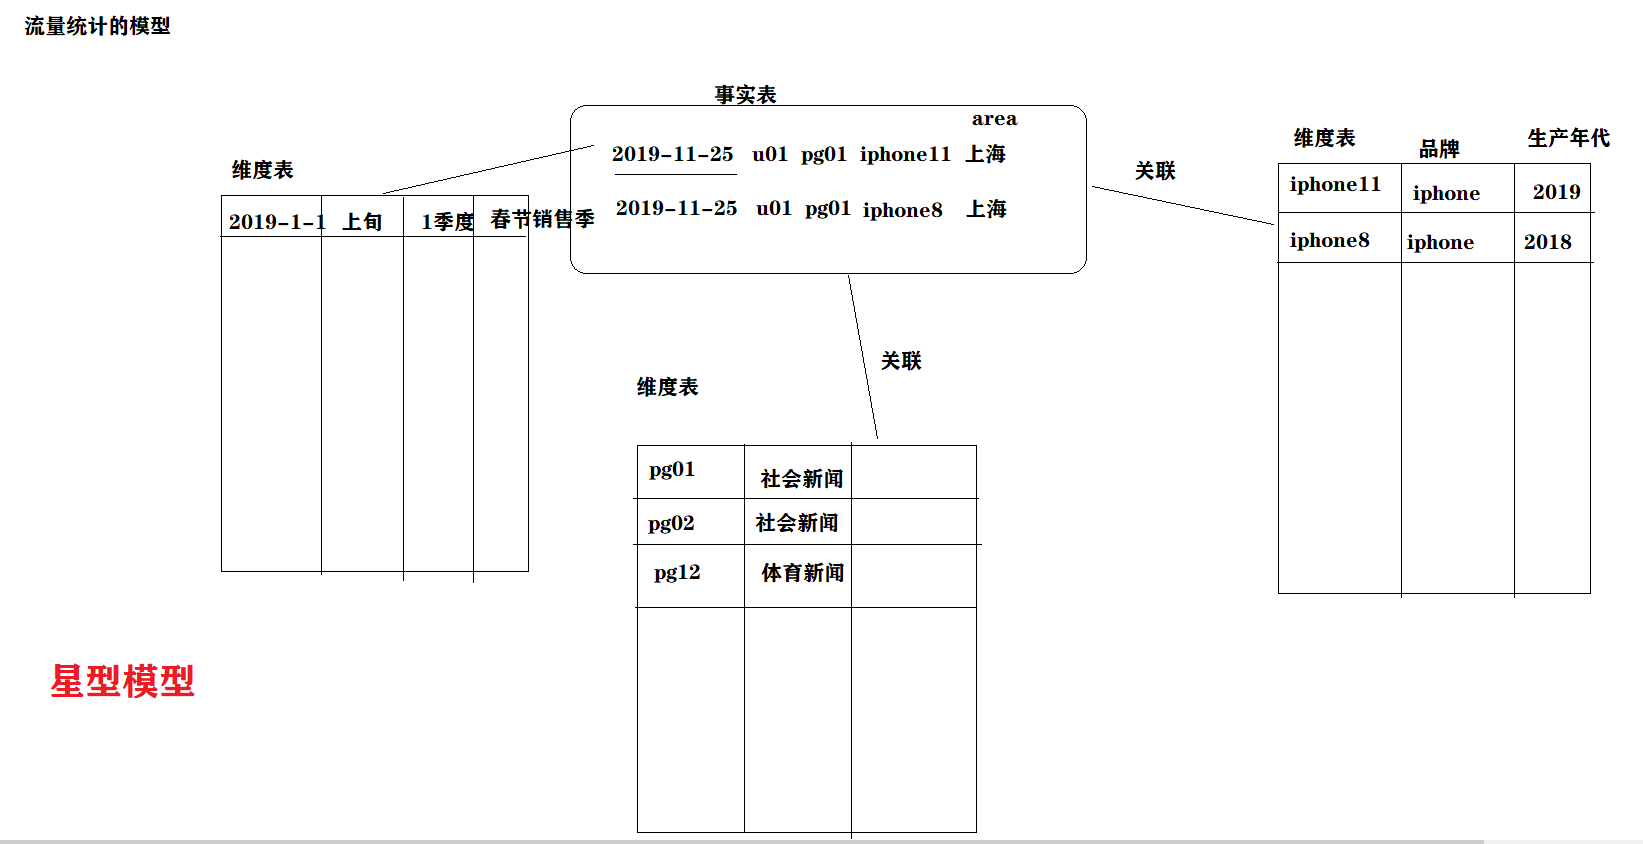 流量统计的模型
事实表
area
2019-11-25 u01 pg01 iphone11 上海
2019-11-25 u01 pg01 iphone8 上海
维度表
2019-1-1 上旬 1季度 春节销售季
关联
维度表 品牌 生产年代
iphone11 iphone 2019
iphone8 iphone 2018
关联
维度表
pg01 社会新闻
pg02 社会新闻
pg12 体育新闻
星型模型